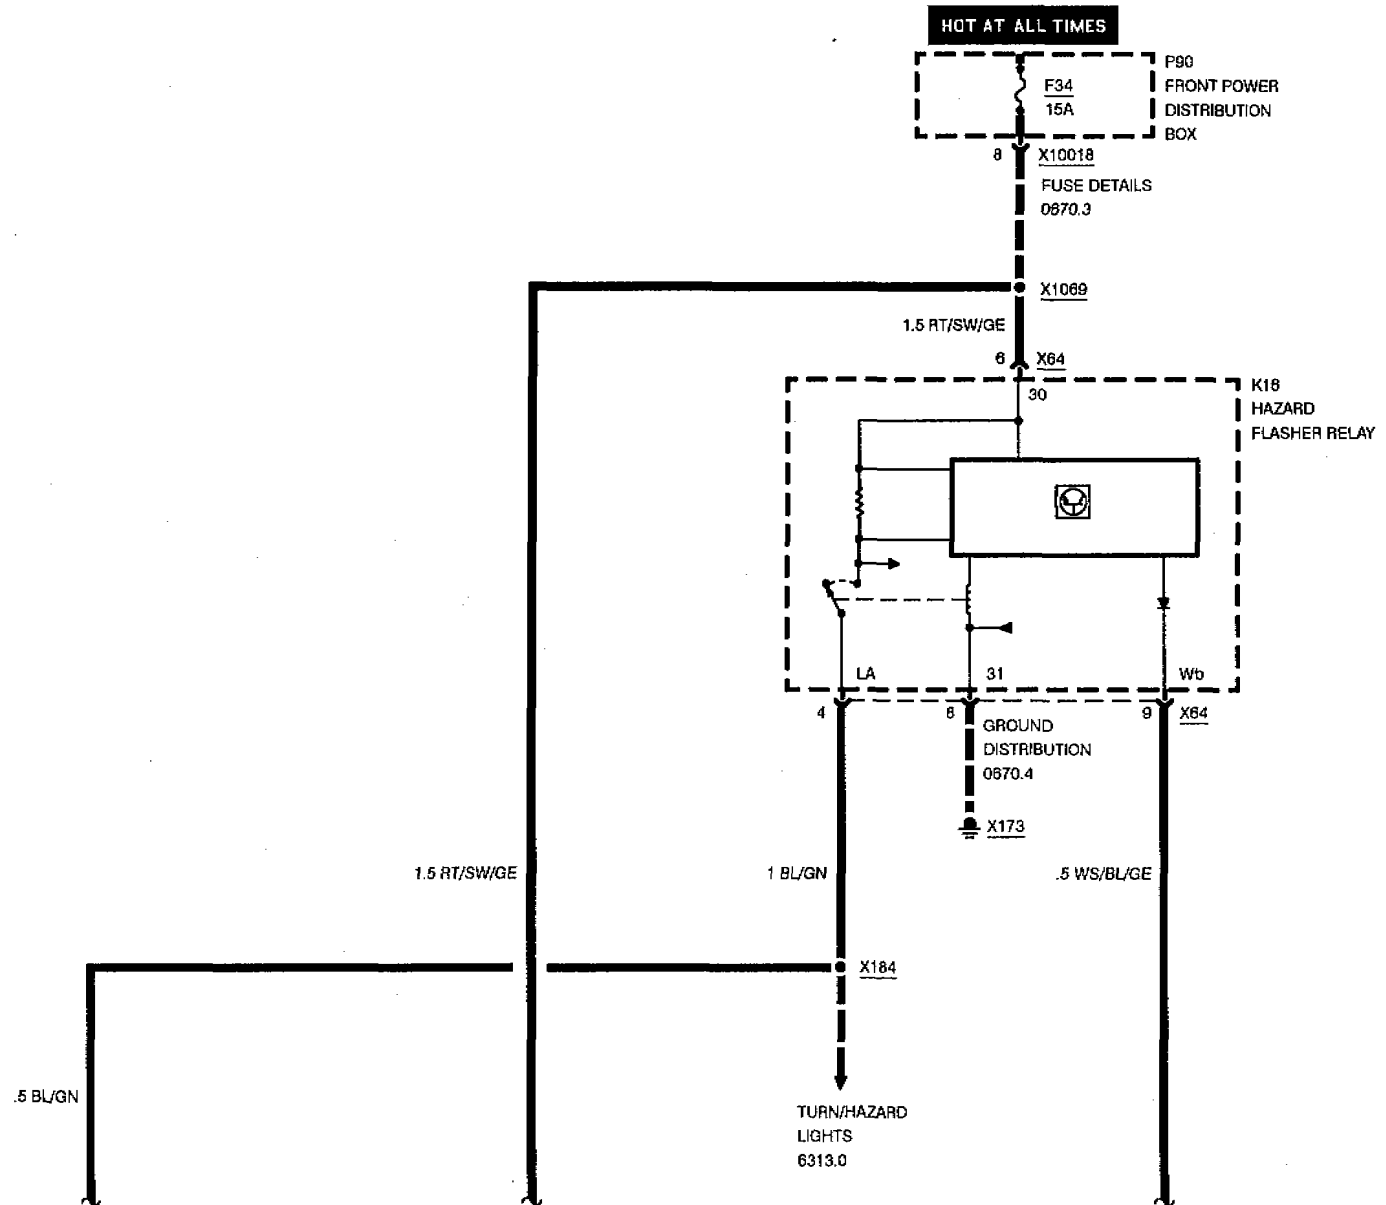 HOT AT ALL TIMES
P90
FRONT POWER
DISTRIBUTION
BOX
F34
15A
8
X10018
FUSE DETAILS
0670.3
X1069
1.5 RT/SW/GE
6
X64
K18
HAZARD
FLASHER RELAY
30
LA
31
Wb
4
8
9
X64
GROUND
DISTRIBUTION
0670.4
X173
1.5 RT/SW/GE
1 BL/GN
.5 WS/BL/GE
X184
.5 BL/GN
TURN/HAZARD
LIGHTS
6313.0